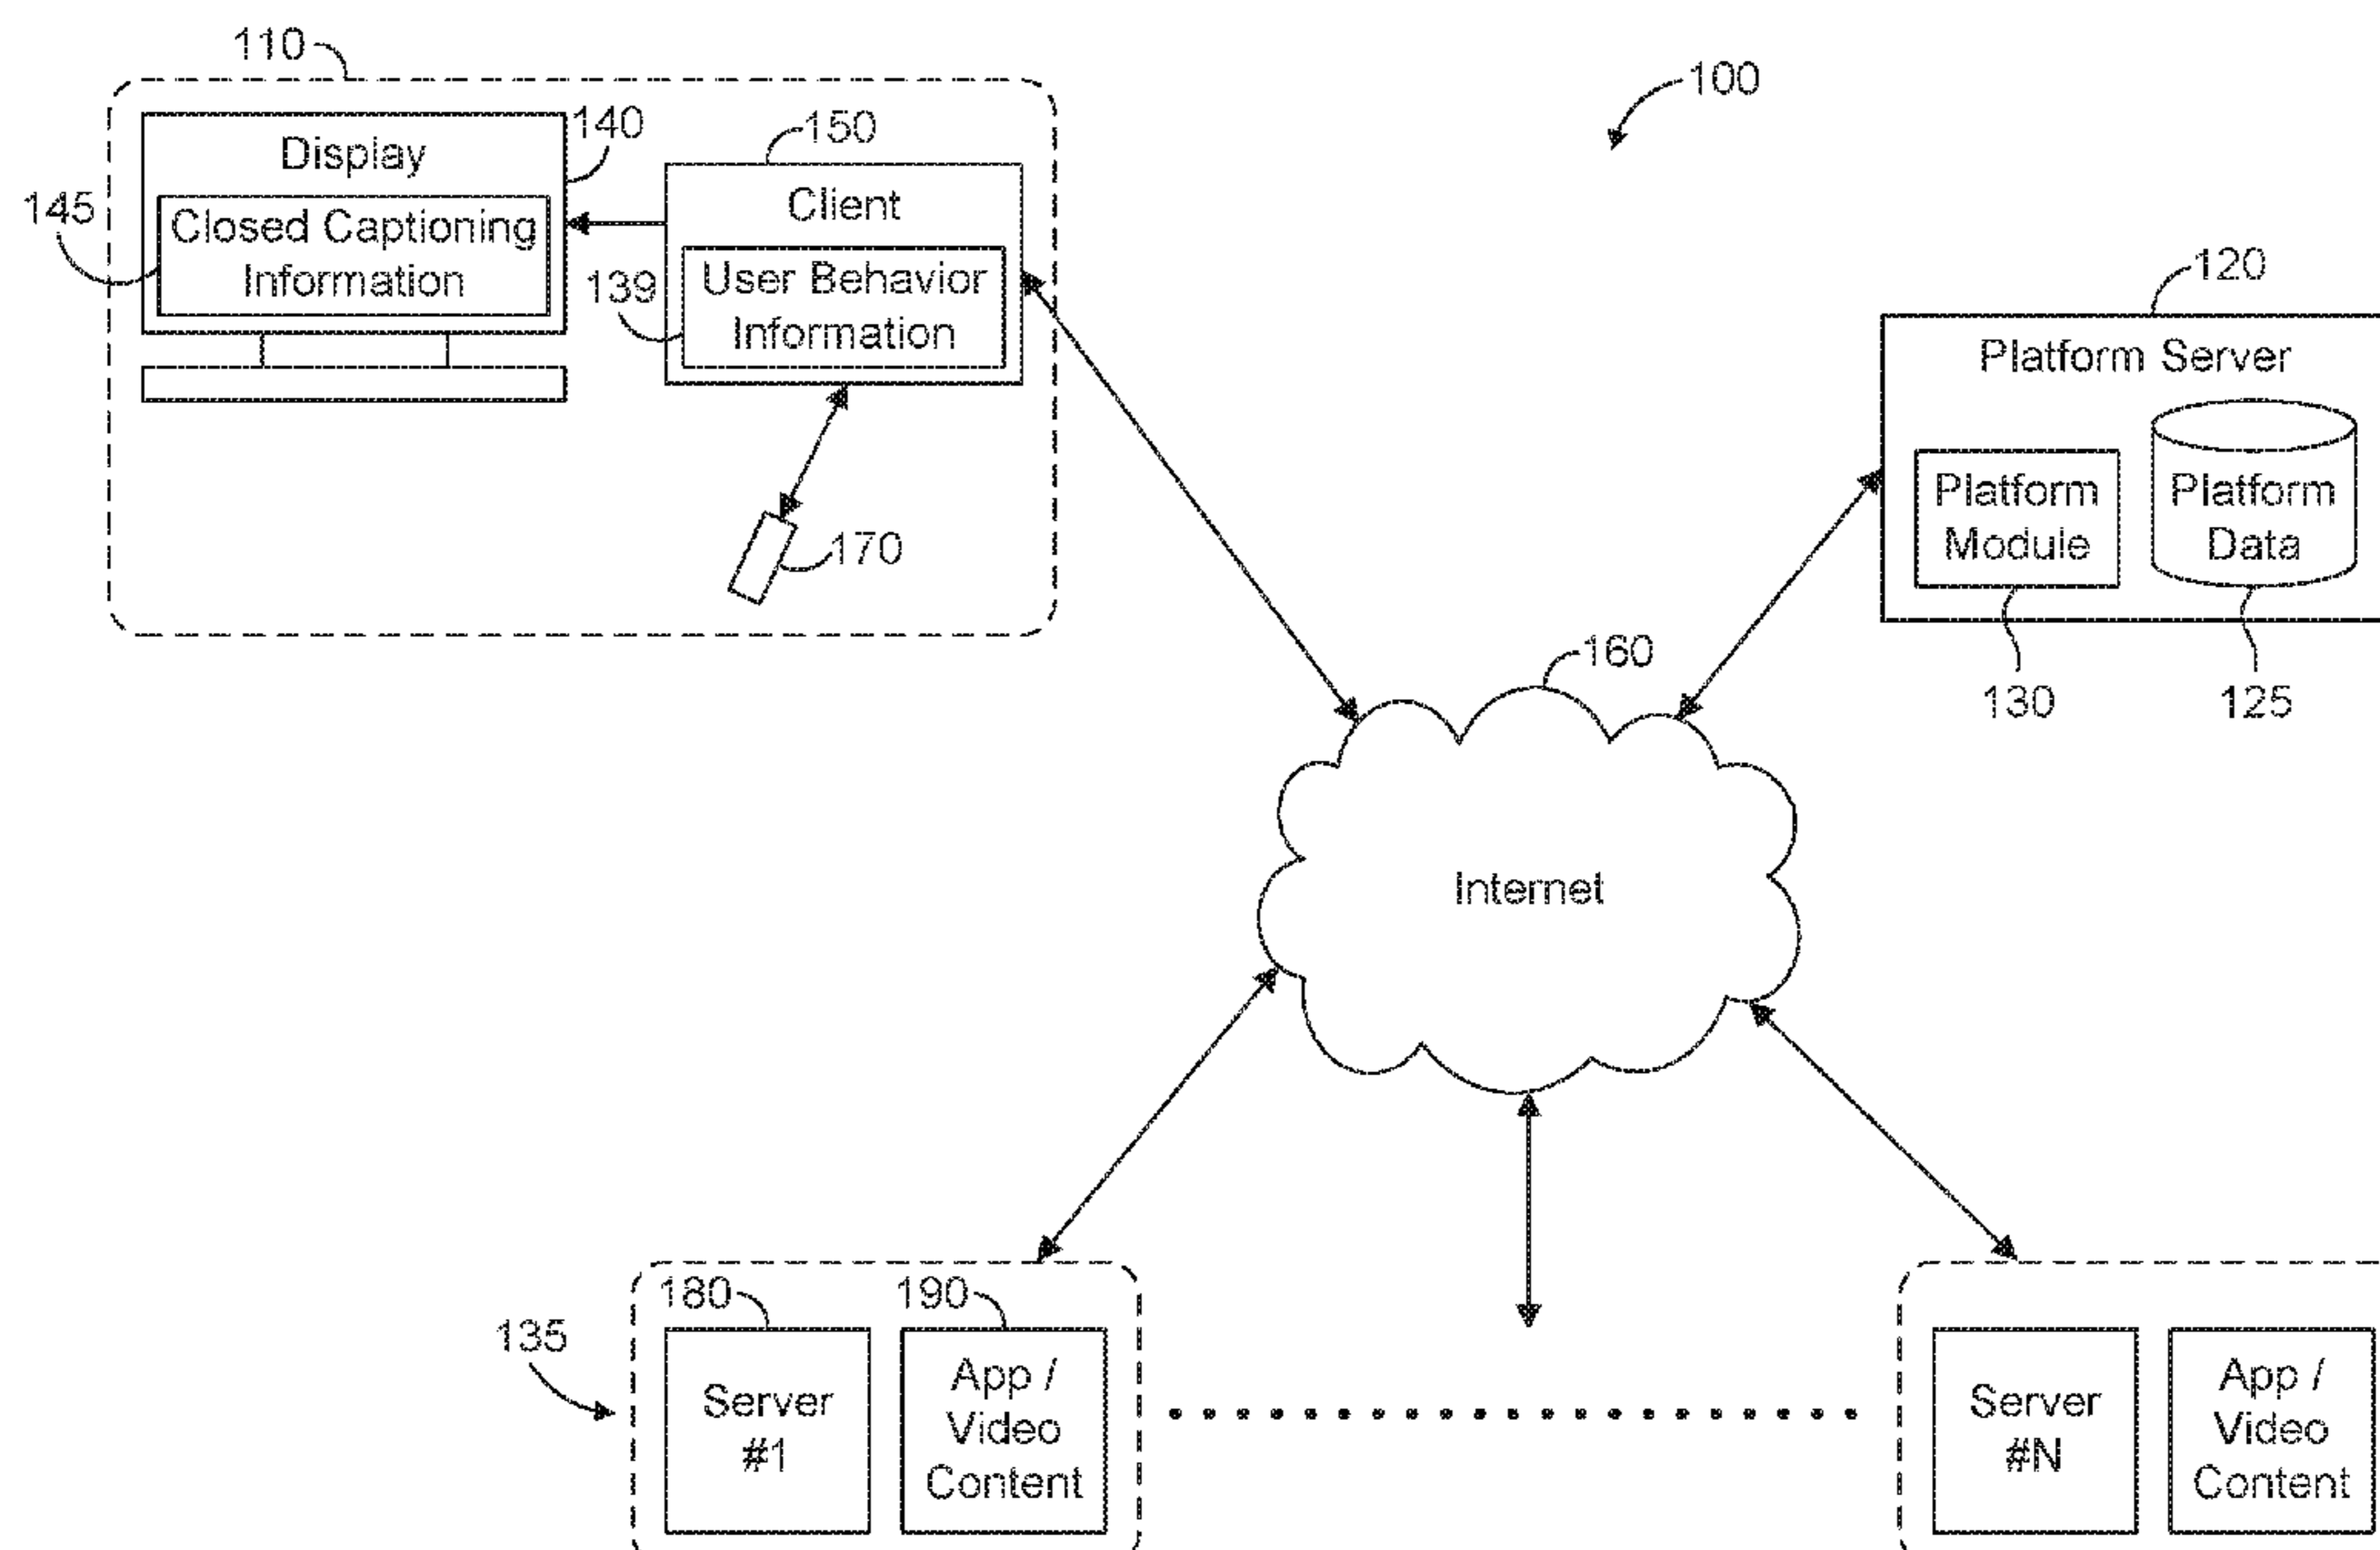 110
100
Display
140
150
145
Closed Captioning
Information
Client
139
User Behavior
Information
120
Platform Server
Platform
Module
Platform
Data
170
160
130
125
Internet
180
190
135
Server
#1
App /
Video
Content
Server
#N
App /
Video
Content